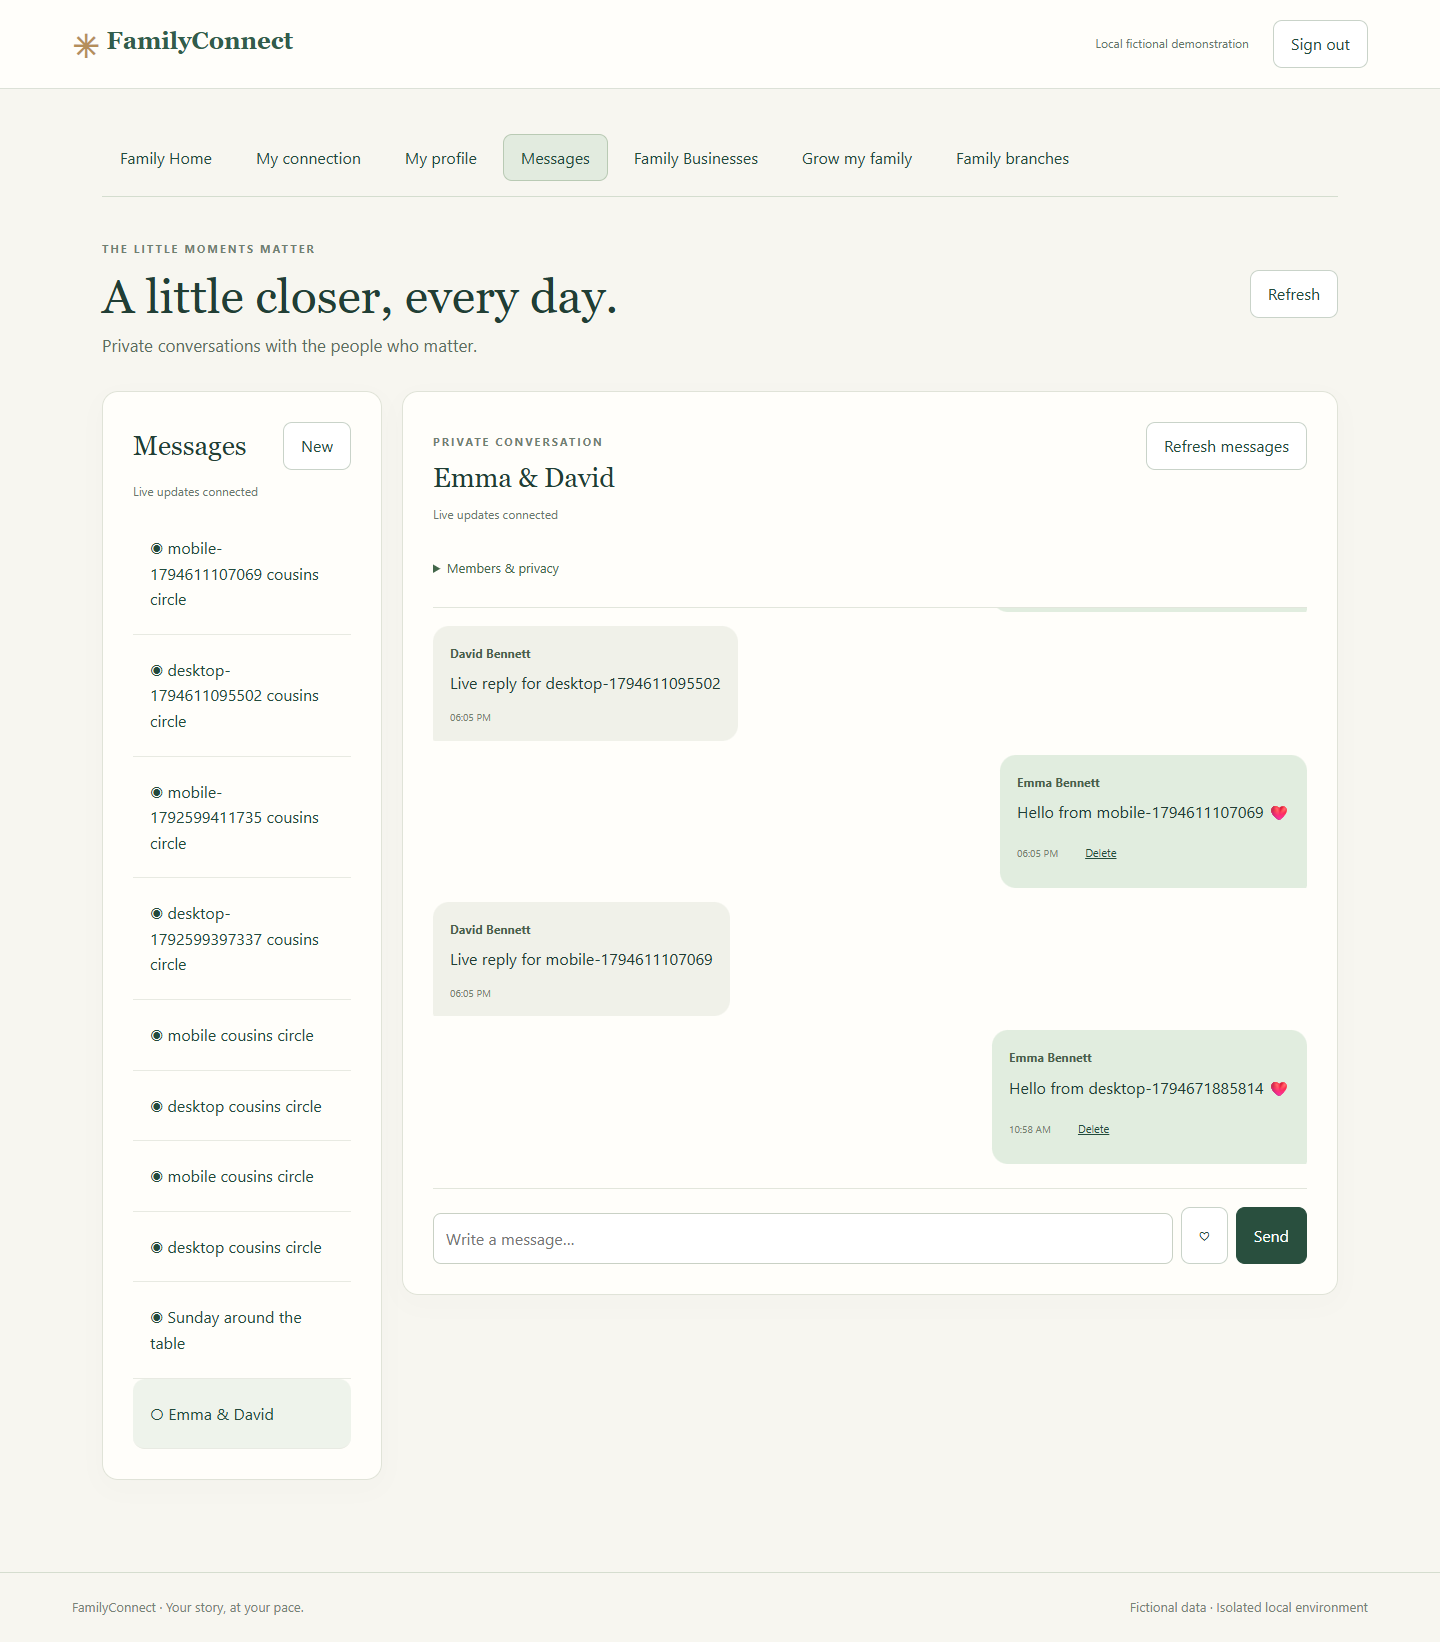 FamilyConnect
Local fictional demonstration
Sign out
Family Home
My connection
My profile
Messages
Family Businesses
Grow my family
Family branches
THE LITTLE MOMENTS MATTER
A little closer, every day.
Refresh
Private conversations with the people who matter.
Messages
New
Live updates connected
mobile-
1794611107069 cousins
circle
desktop-
1794611095502 cousins
circle
mobile-
1792599411735 cousins
circle
desktop-
1792599397337 cousins
circle
mobile cousins circle
desktop cousins circle
mobile cousins circle
desktop cousins circle
Sunday around the
table
Emma & David
PRIVATE CONVERSATION
Emma & David
Refresh messages
Live updates connected
Members & privacy
David Bennett
Live reply for desktop-1794611095502
06:05 PM
Emma Bennett
Hello from mobile-1794611107069 ❤️
06:05 PM Delete
David Bennett
Live reply for mobile-1794611107069
06:05 PM
Emma Bennett
Hello from desktop-1794671885814 ❤️
10:58 AM Delete
Write a message...
♡
Send
FamilyConnect · Your story, at your pace.
Fictional data · Isolated local environment